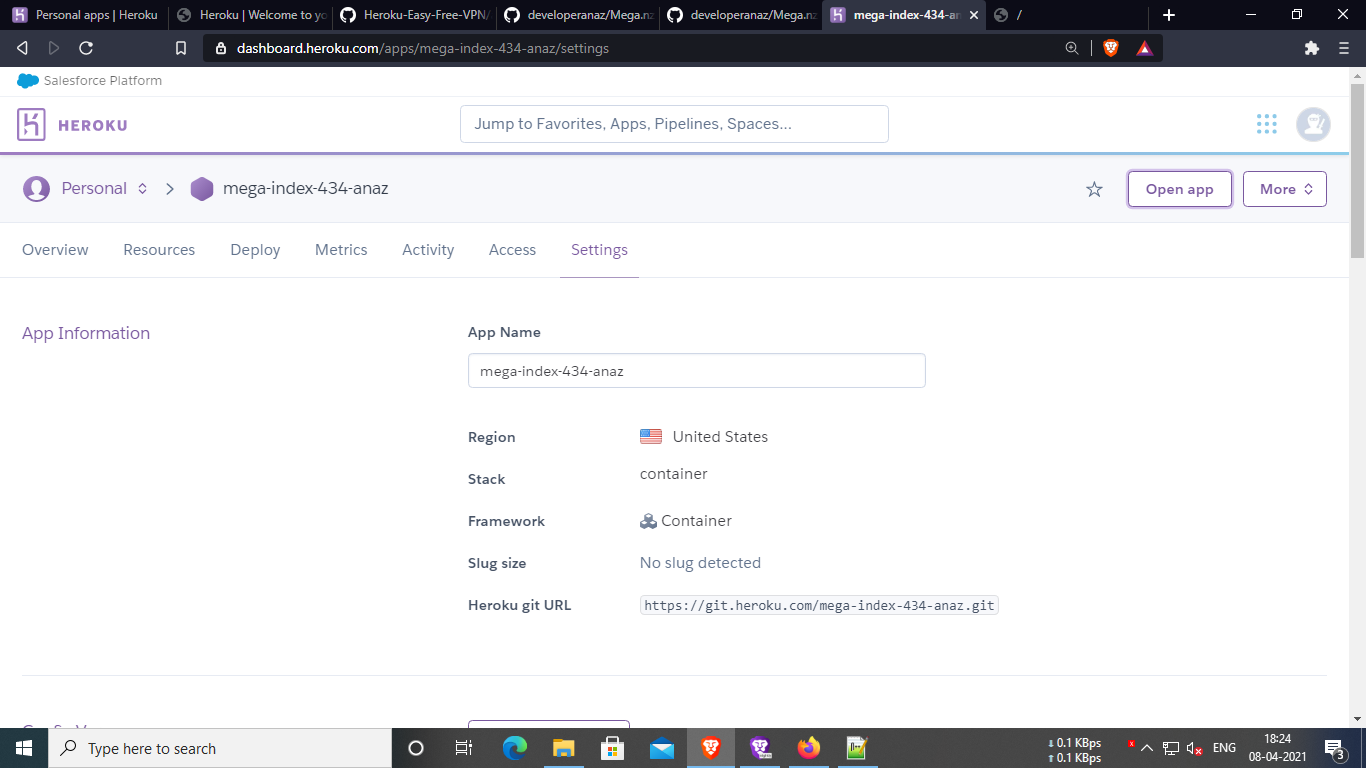 Personal apps | Heroku
Heroku | Welcome to yo
Heroku-Easy-Free-VPN/
developeranaz/Mega.nz
developeranaz/Mega.nz
mega-index-434-an
/
dashboard.heroku.com/apps/mega-index-434-anaz/settings
Salesforce Platform
HEROKU
Jump to Favorites, Apps, Pipelines, Spaces...
Personal
mega-index-434-anaz
Open app
More
Overview
Resources
Deploy
Metrics
Activity
Access
Settings
App Information
App Name
mega-index-434-anaz
Region
United States
Stack
container
Framework
Container
Slug size
No slug detected
Heroku git URL
https://git.heroku.com/mega-index-434-anaz.git
Type here to search
0.1 KBps
0.1 KBps
ENG
18:24
08-04-2021
3